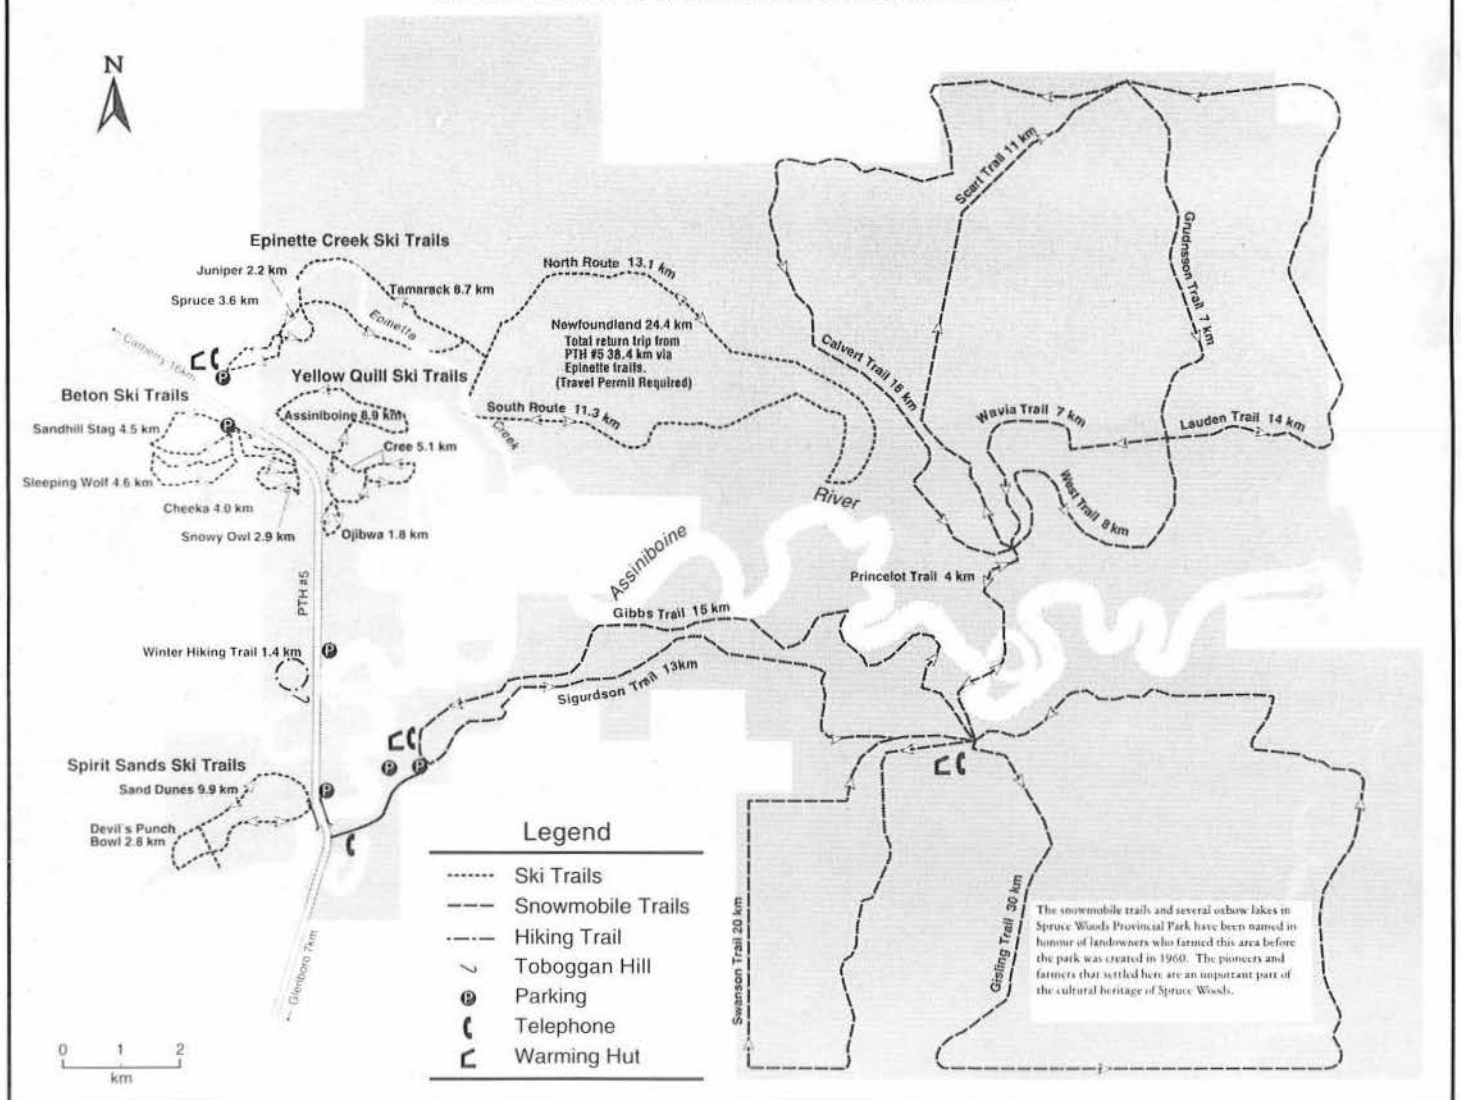 N
Epinette Creek Ski Trails
Juniper 2.2 km
Spruce 3.6 km
Tamarack 8.7 km
Epinette
Creek
North Route 13.1 km
Newfoundland 24.4 km
Total return trip from
PTH #5 38.4 km via
Epinette trails.
(Travel Permit Required)
South Route 11.3 km
Carberry 16km
Beton Ski Trails
Sandhill Stag 4.5 km
Sleeping Wolf 4.6 km
Cheeka 4.0 km
Snowy Owl 2.9 km
Yellow Quill Ski Trails
Assiniboine 8.9 km
Cree 5.1 km
Ojibwa 1.8 km
PTH #5
Winter Hiking Trail 1.4 km
Spirit Sands Ski Trails
Sand Dunes 9.9 km
Devil's Punch
Bowl 2.8 km
Glenboro 7km
Assiniboine
River
Scart Trail 11 km
Grudnsson Trail 7 km
Calvert Trail 16 km
Wavia Trail 7 km
Lauden Trail 14 km
West Trail 8 km
Princelot Trail 4 km
Gibbs Trail 15 km
Sigurdson Trail 13km
Swanson Trail 20 km
Gisling Trail 30 km
The snowmobile trails and several oxbow lakes in
Spruce Woods Provincial Park have been named in
honour of landowners who farmed this area before
the park was created in 1960. The pioneers and
farmers that settled here are an important part of
the cultural heritage of Spruce Woods.
Legend
Ski Trails
Snowmobile Trails
Hiking Trail
Toboggan Hill
P Parking
Telephone
Warming Hut
0 1 2
km
P
P
P
P
P
P